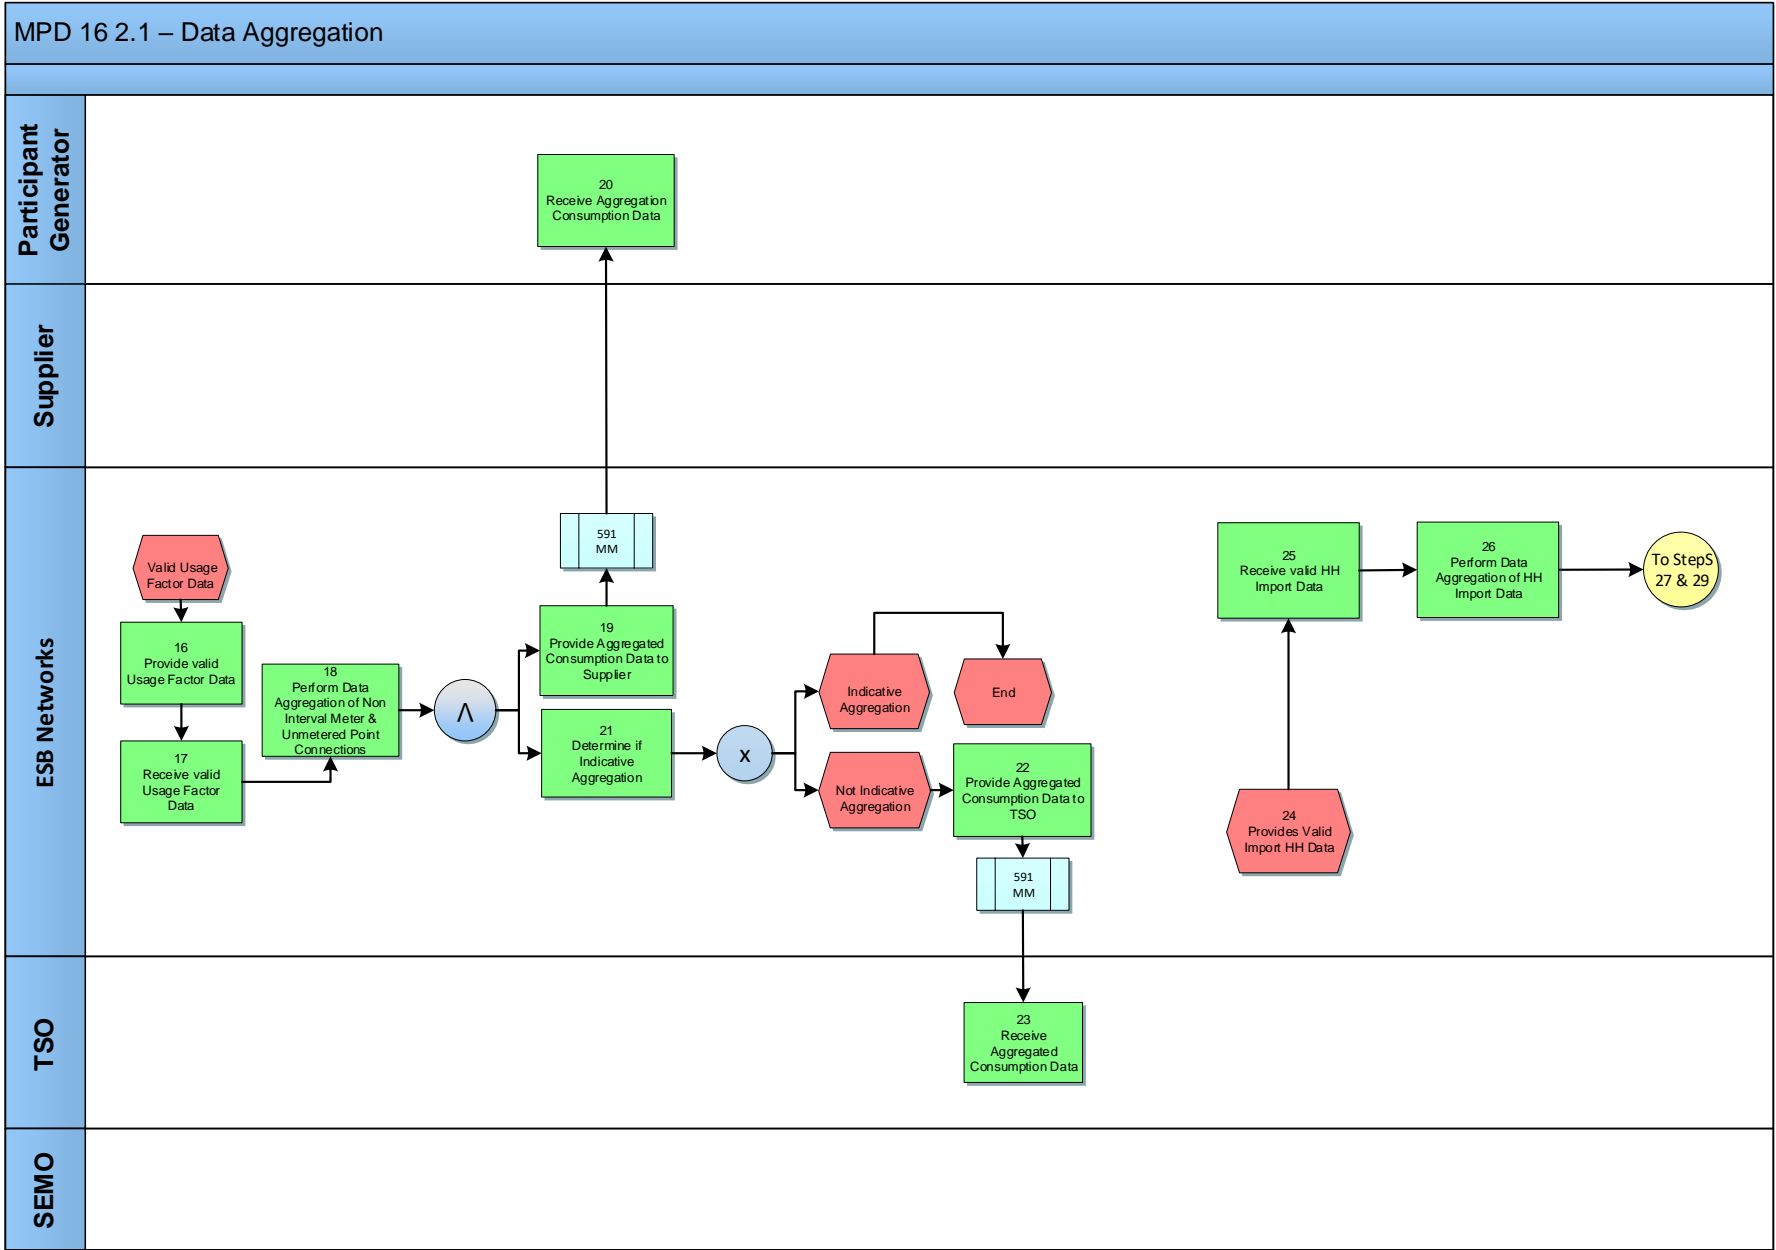 MPD 16 2.1 – Data Aggregation
Participant
Generator
20
Receive Aggregation
Consumption Data
Supplier
ESB Networks
Valid Usage
Factor Data
16
Provide valid
Usage Factor Data
17
Receive valid
Usage Factor
Data
18
Perform Data
Aggregation of Non
Interval Meter &
Unmetered Point
Connections
Λ
591
MM
19
Provide Aggregated
Consumption Data to
Supplier
21
Determine if
Indicative
Aggregation
x
Indicative
Aggregation
End
Not Indicative
Aggregation
22
Provide Aggregated
Consumption Data to
TSO
591
MM
25
Receive valid HH
Import Data
26
Perform Data
Aggregation of HH
Import Data
To StepS
27 & 29
24
Provides Valid
Import HH Data
TSO
23
Receive
Aggregated
Consumption Data
SEMO